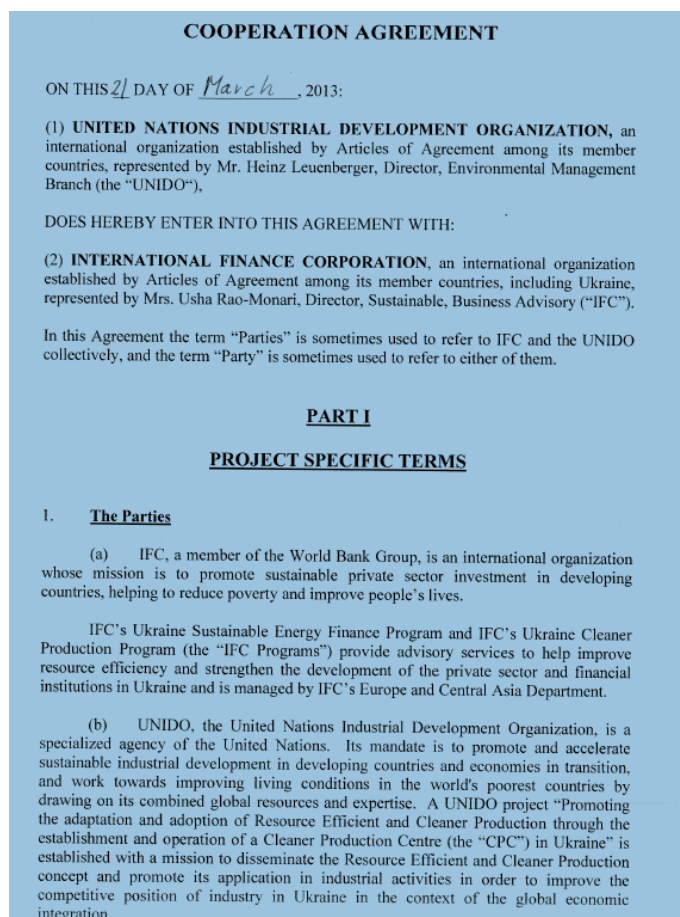 COOPERATION AGREEMENT
ON THIS 21 DAY OF March, 2013:
(1) UNITED NATIONS INDUSTRIAL DEVELOPMENT ORGANIZATION, an
international organization established by Articles of Agreement among its member
countries, represented by Mr. Heinz Leuenberger, Director, Environmental Management
Branch (the “UNIDO“),
DOES HEREBY ENTER INTO THIS AGREEMENT WITH:
(2) INTERNATIONAL FINANCE CORPORATION, an international organization
established by Articles of Agreement among its member countries, including Ukraine,
represented by Mrs. Usha Rao-Monari, Director, Sustainable, Business Advisory (“IFC”).
In this Agreement the term “Parties” is sometimes used to refer to IFC and the UNIDO
collectively, and the term “Party” is sometimes used to refer to either of them.
PART I
PROJECT SPECIFIC TERMS
1. The Parties
(a) IFC, a member of the World Bank Group, is an international organization
whose mission is to promote sustainable private sector investment in developing
countries, helping to reduce poverty and improve people’s lives.
IFC’s Ukraine Sustainable Energy Finance Program and IFC’s Ukraine Cleaner
Production Program (the “IFC Programs”) provide advisory services to help improve
resource efficiency and strengthen the development of the private sector and financial
institutions in Ukraine and is managed by IFC’s Europe and Central Asia Department.
(b) UNIDO, the United Nations Industrial Development Organization, is a
specialized agency of the United Nations. Its mandate is to promote and accelerate
sustainable industrial development in developing countries and economies in transition,
and work towards improving living conditions in the world's poorest countries by
drawing on its combined global resources and expertise. A UNIDO project “Promoting
the adaptation and adoption of Resource Efficient and Cleaner Production through the
establishment and operation of a Cleaner Production Centre (the “CPC”) in Ukraine” is
established with a mission to disseminate the Resource Efficient and Cleaner Production
concept and promote its application in industrial activities in order to improve the
competitive position of industry in Ukraine in the context of the global economic
integration